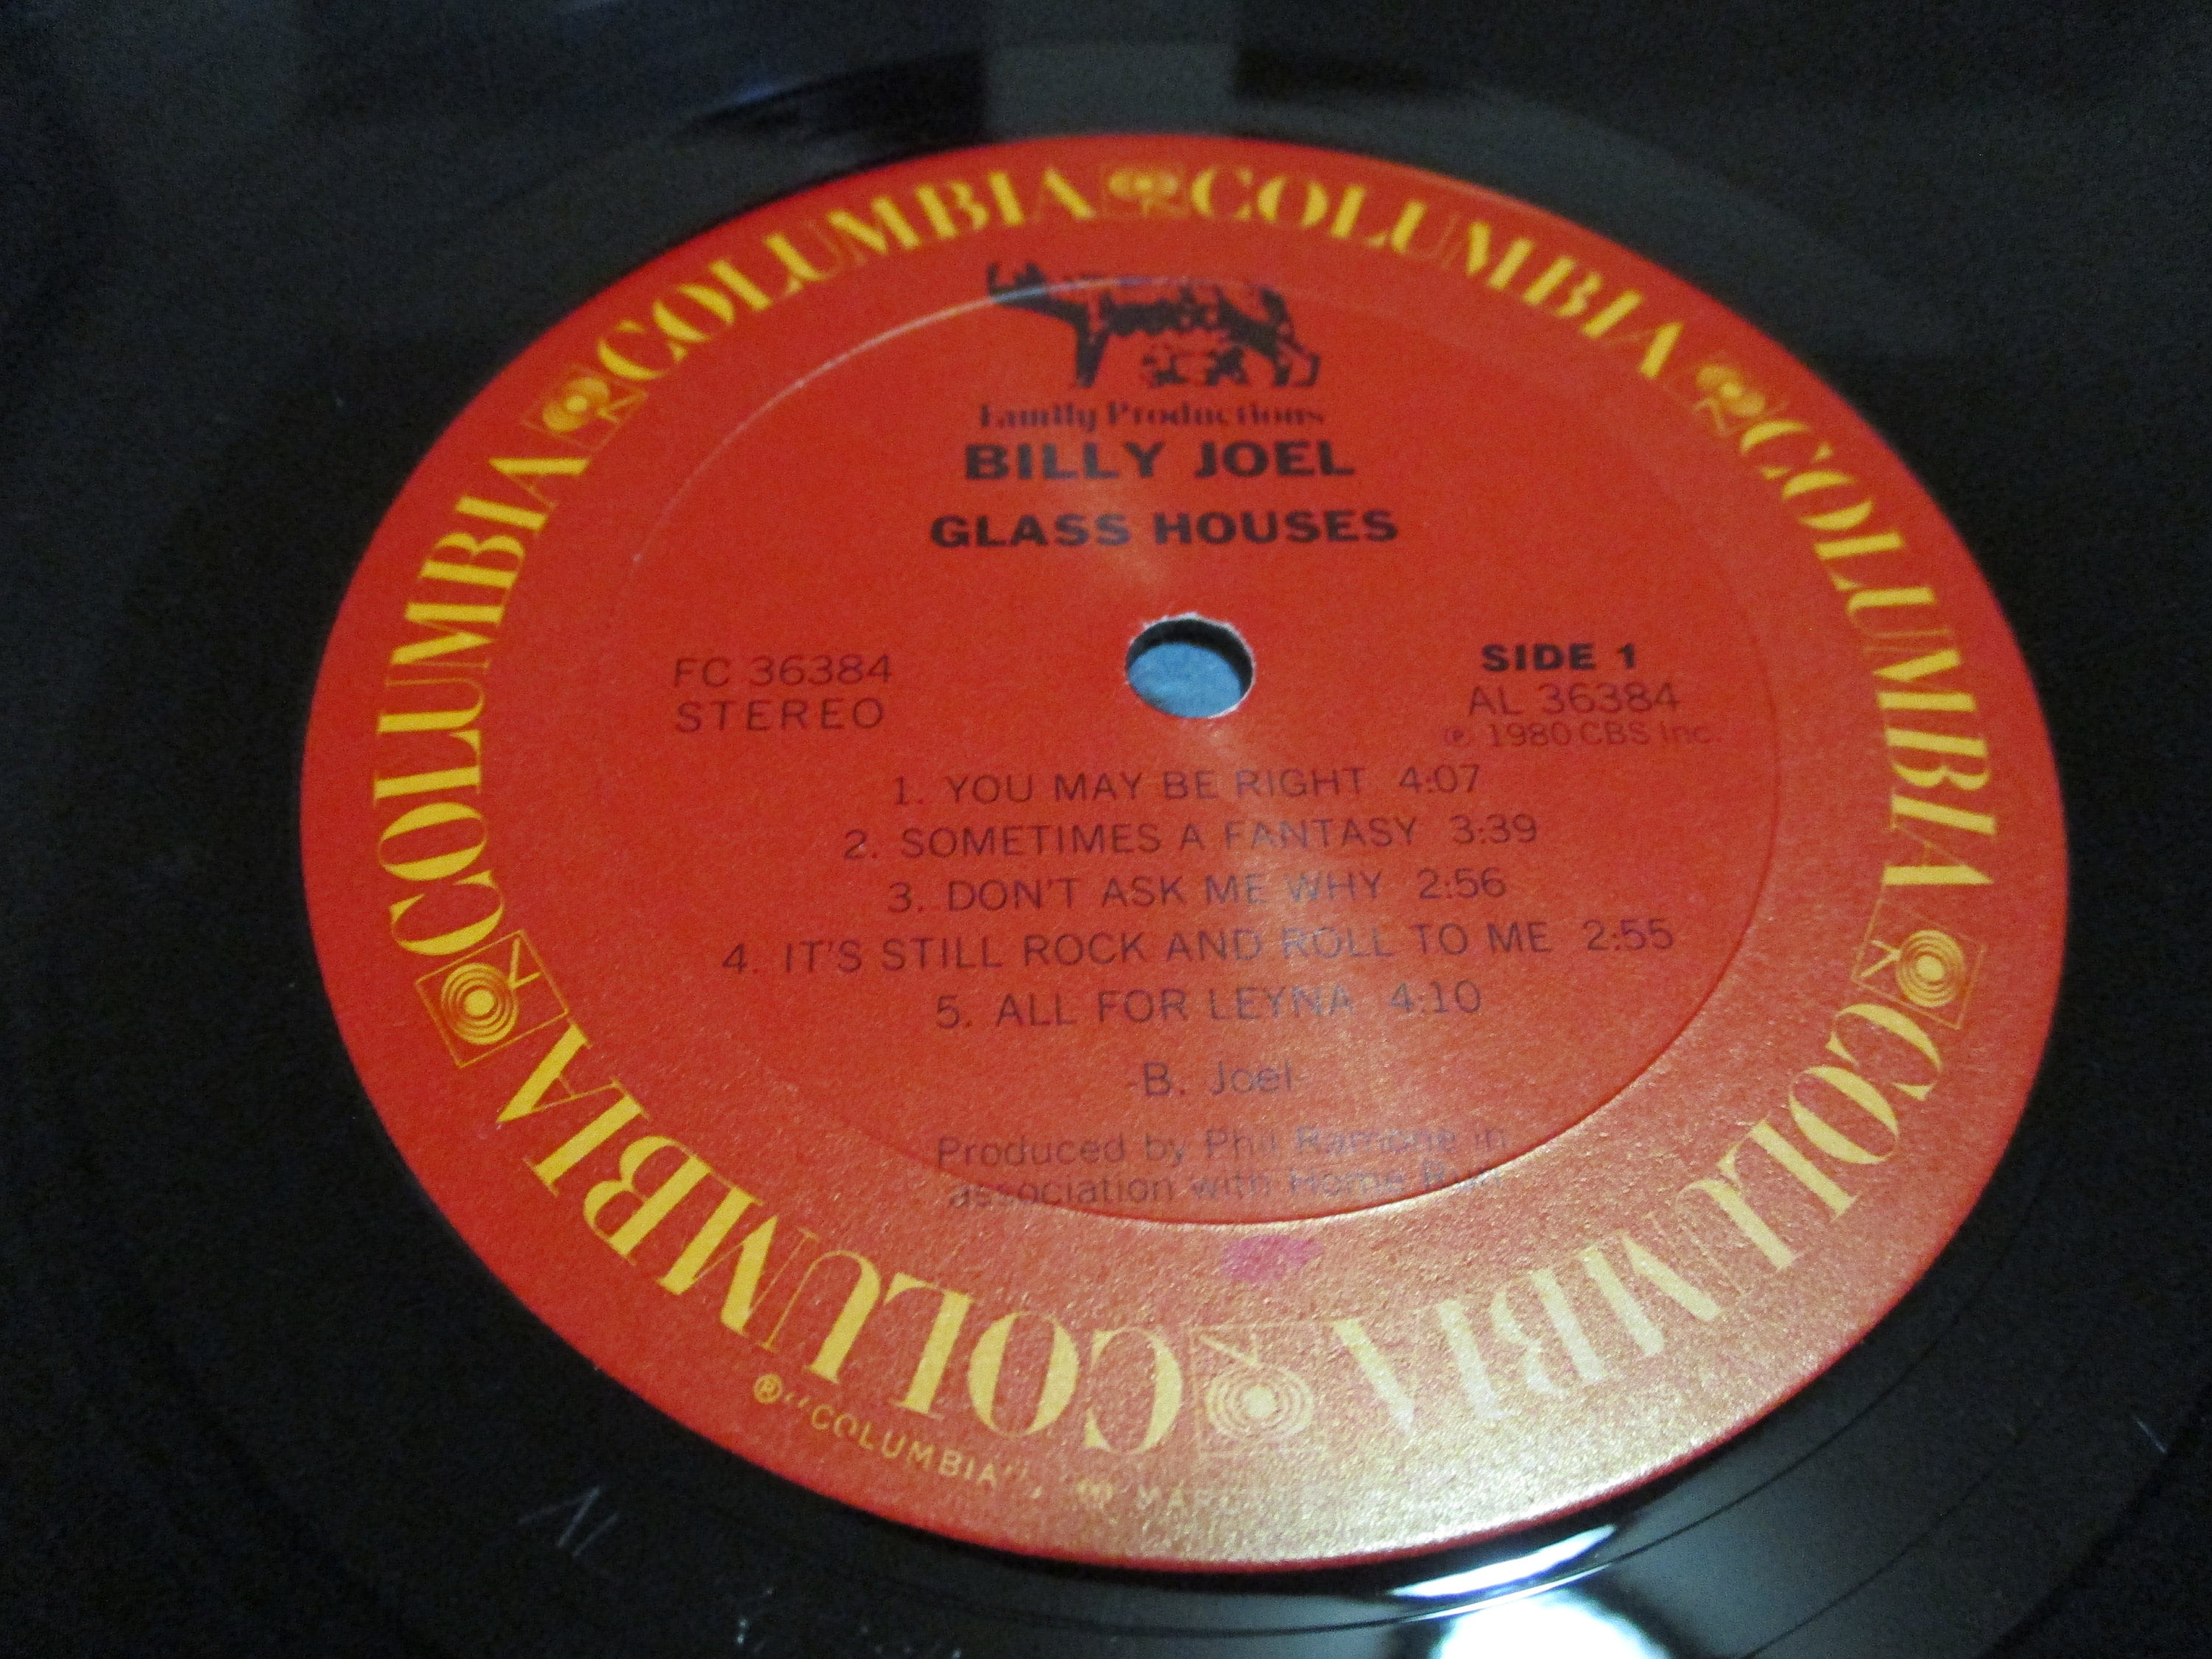 COLUMBIA COLUMBIA COLUMBIA COLUMBIA COLUMBIA COLUMBIA
Family Productions
BILLY JOEL
GLASS HOUSES
FC 36384
STEREO
SIDE 1
AL 36384
℗ 1980 CBS Inc.
1. YOU MAY BE RIGHT 4:07
2. SOMETIMES A FANTASY 3:39
3. DON'T ASK ME WHY 2:56
4. IT'S STILL ROCK AND ROLL TO ME 2:55
5. ALL FOR LEYNA 4:10
-B. Joel-
Produced by Phil Ramone in
association with Home Run
® "COLUMBIA",